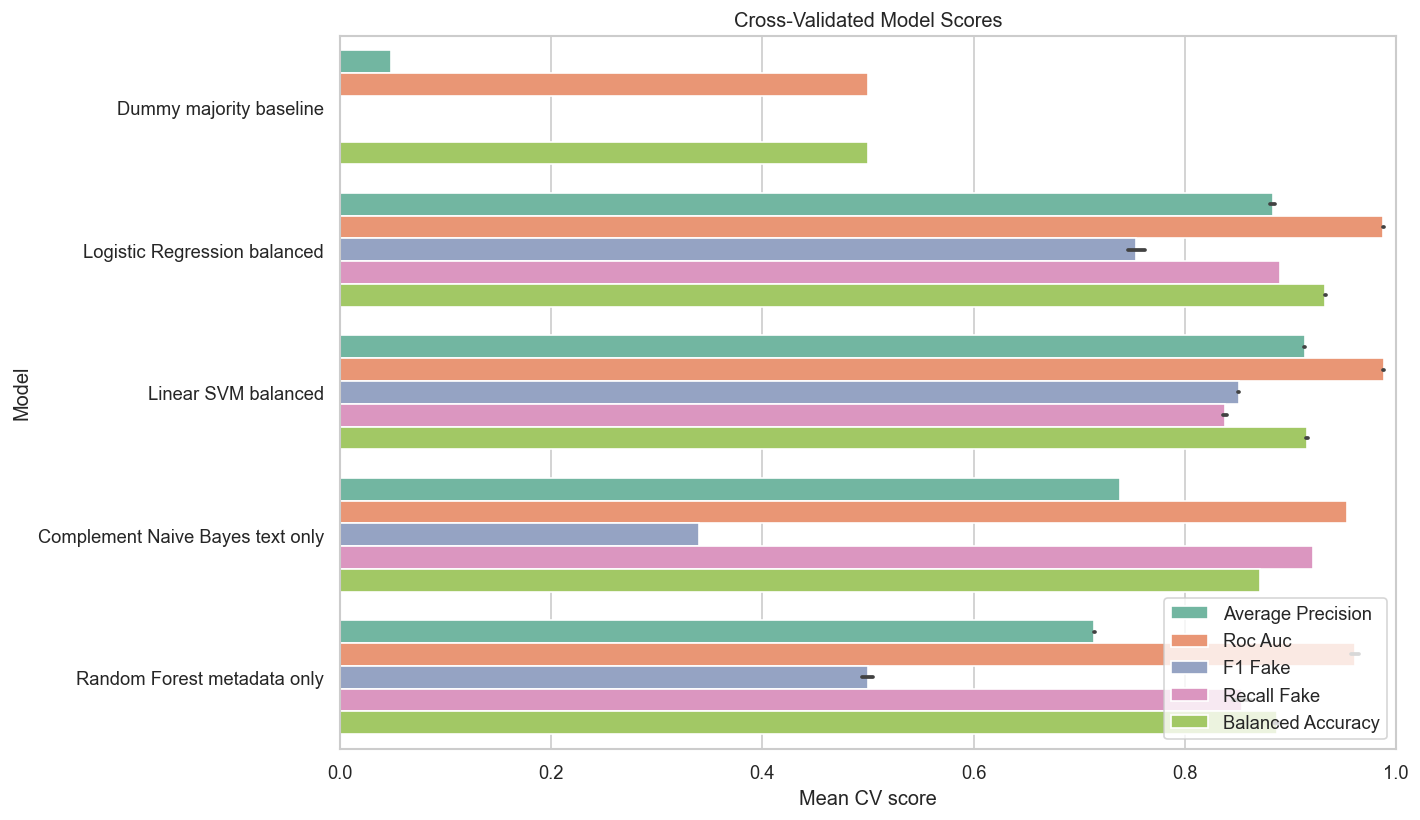 Cross-Validated Model Scores
Dummy majority baseline
Logistic Regression balanced
Linear SVM balanced
Complement Naive Bayes text only
Random Forest metadata only
Model
Average Precision
Roc Auc
F1 Fake
Recall Fake
Balanced Accuracy
0.0 0.2 0.4 0.6 0.8 1.0
Mean CV score